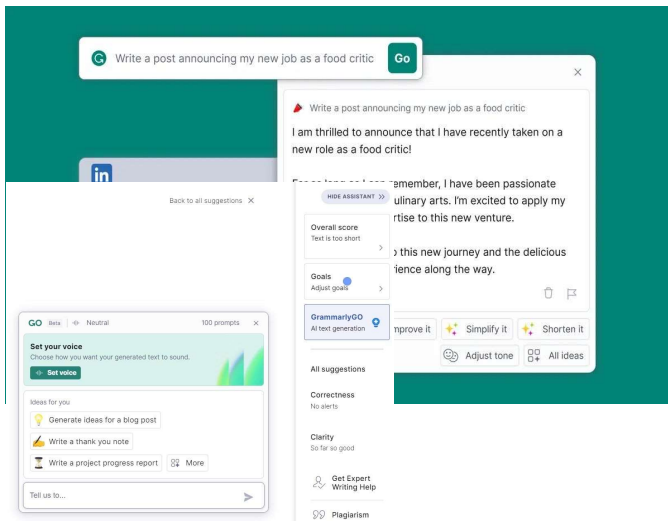 Write a post announcing my new job as a food critic
Go
Write a post announcing my new job as a food critic
I am thrilled to announce that I have recently taken on a
new role as a food critic!
remember, I have been passionate
ulinary arts. I'm excited to apply my
rtise to this new venture.
o this new journey and the delicious
rience along the way.
mprove it
Simplify it
Shorten it
Adjust tone
All ideas
in
Back to all suggestions
HIDE ASSISTANT
Overall score
Text is too short
Goals
Adjust goals
GrammarlyGO
AI text generation
All suggestions
Correctness
No alerts
Clarity
So far so good
Get Expert
Writing Help
Plagiarism
GO Beta Neutral 100 prompts
Set your voice
Choose how you want your generated text to sound.
Set voice
Ideas for you
Generate ideas for a blog post
Write a thank you note
Write a project progress report
More
Tell us to...